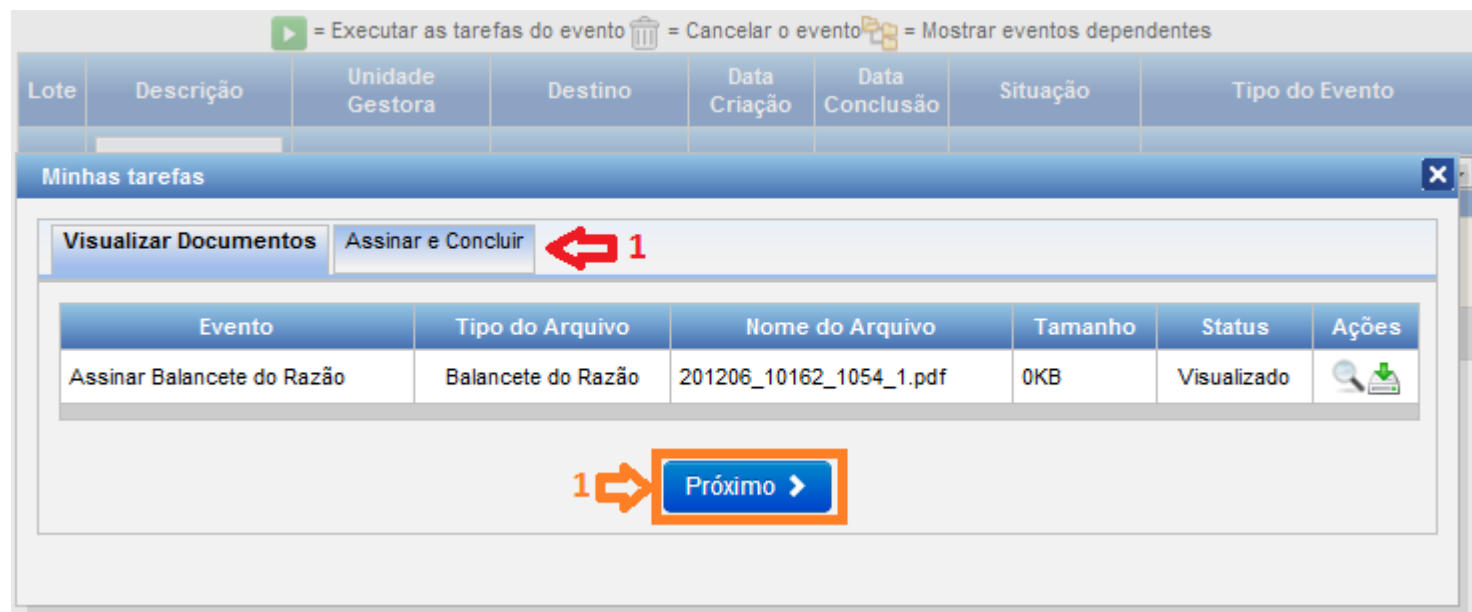 = Executar as tarefas do evento = Cancelar o evento = Mostrar eventos dependentes
Lote Descrição Unidade Gestora Destino Data Criação Data Conclusão Situação Tipo do Evento
Minhas tarefas
Visualizar Documentos Assinar e Concluir 1
Evento Tipo do Arquivo Nome do Arquivo Tamanho Status Ações
Assinar Balancete do Razão Balancete do Razão 201206_10162_1054_1.pdf 0KB Visualizado
1 Próximo